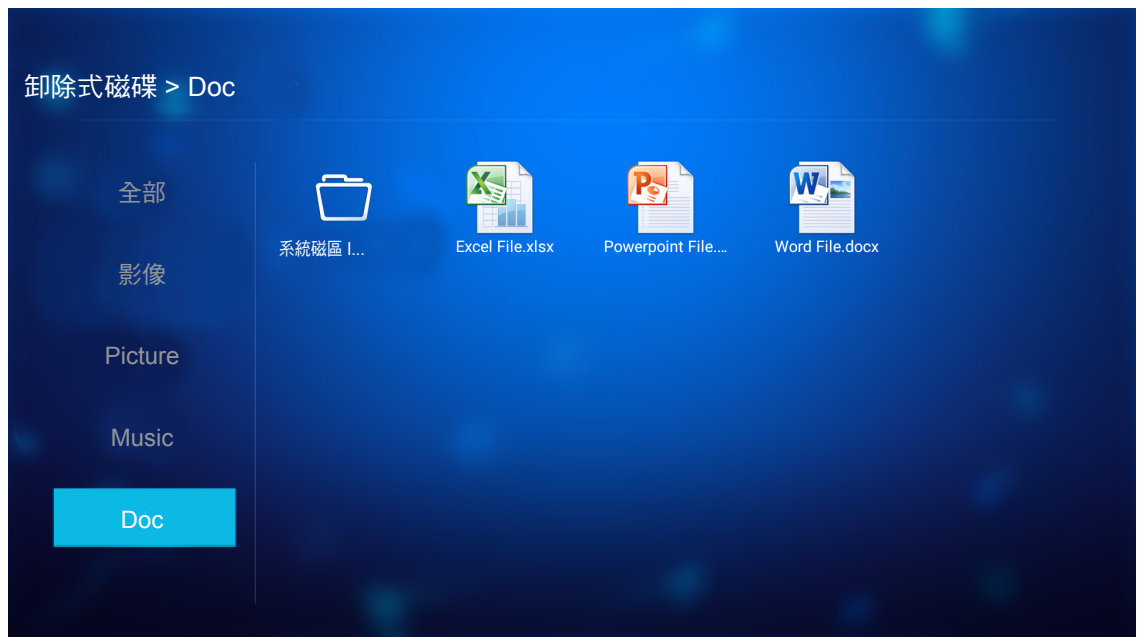 卸除式磁碟 > Doc
全部
影像
Picture
Music
Doc
系統磁區 I...
Excel File.xlsx
Powerpoint File....
Word File.docx